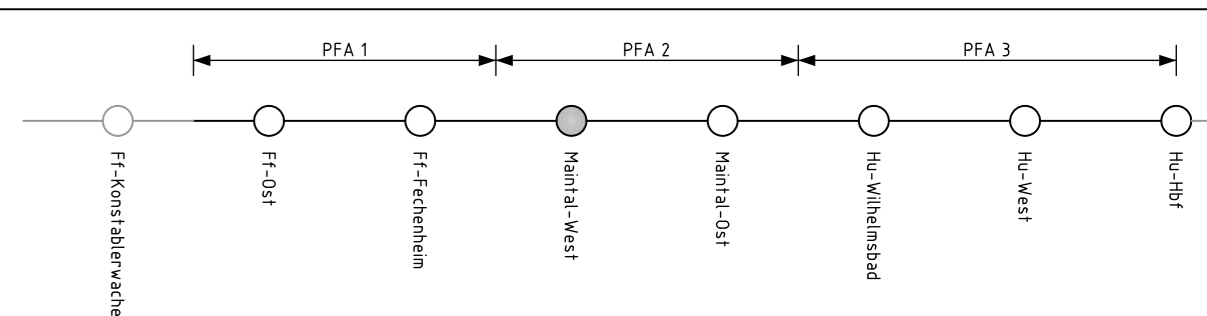 PFA 1
PFA 2
PFA 3
Ff-Konstablerwache
Ff-Ost
Ff-Fechenheim
Maintal-West
Maintal-Ost
Hu-Wilhelmsbad
Hu-West
Hu-Hbf